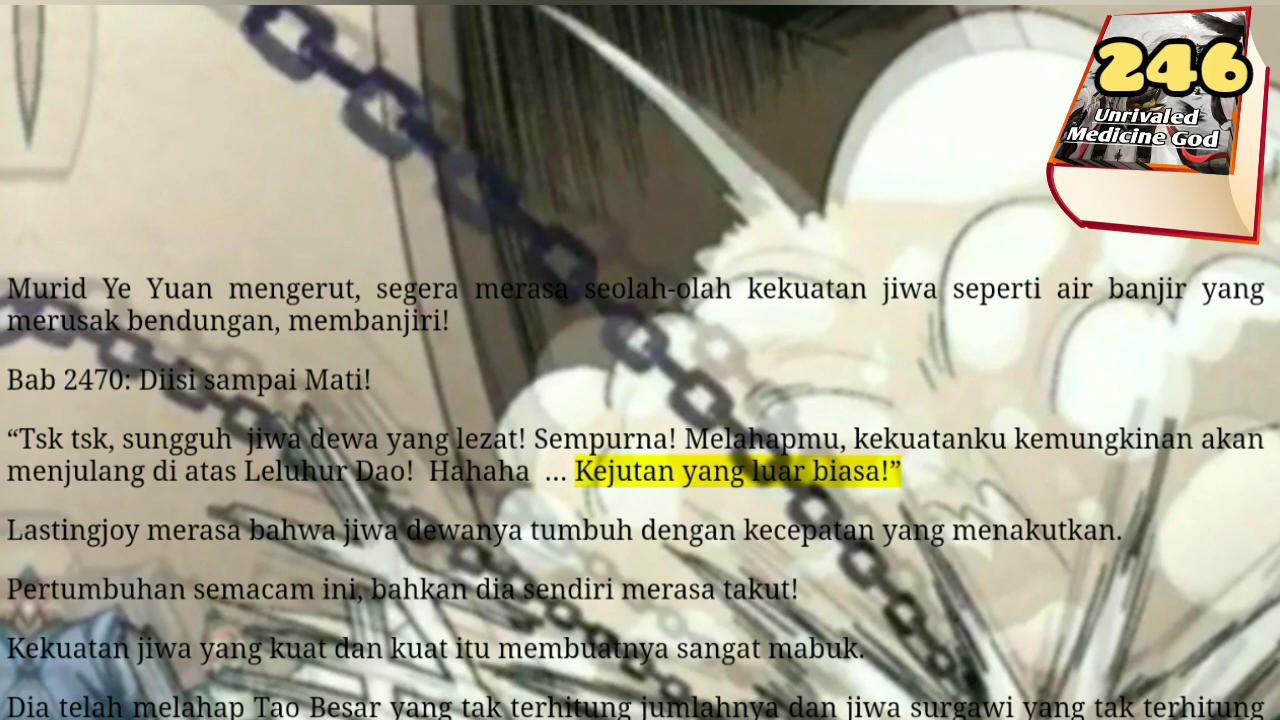 246
Unrivaled
Medicine God
Murid Ye Yuan mengerut, segera merasa seolah-olah kekuatan jiwa seperti air banjir yang
merusak bendungan, membanjiri!
Bab 2470: Diisi sampai Mati!
“Tsk tsk, sungguh jiwa dewa yang lezat! Sempurna! Melahapmu, kekuatanku kemungkinan akan
menjulang di atas Leluhur Dao! Hahaha … Kejutan yang luar biasa!”
Lastingjoy merasa bahwa jiwa dewanya tumbuh dengan kecepatan yang menakutkan.
Pertumbuhan semacam ini, bahkan dia sendiri merasa takut!
Kekuatan jiwa yang kuat dan kuat itu membuatnya sangat mabuk.
Dia telah melahap Tao Besar yang tak terhitung jumlahnya dan jiwa surgawi yang tak terhitung